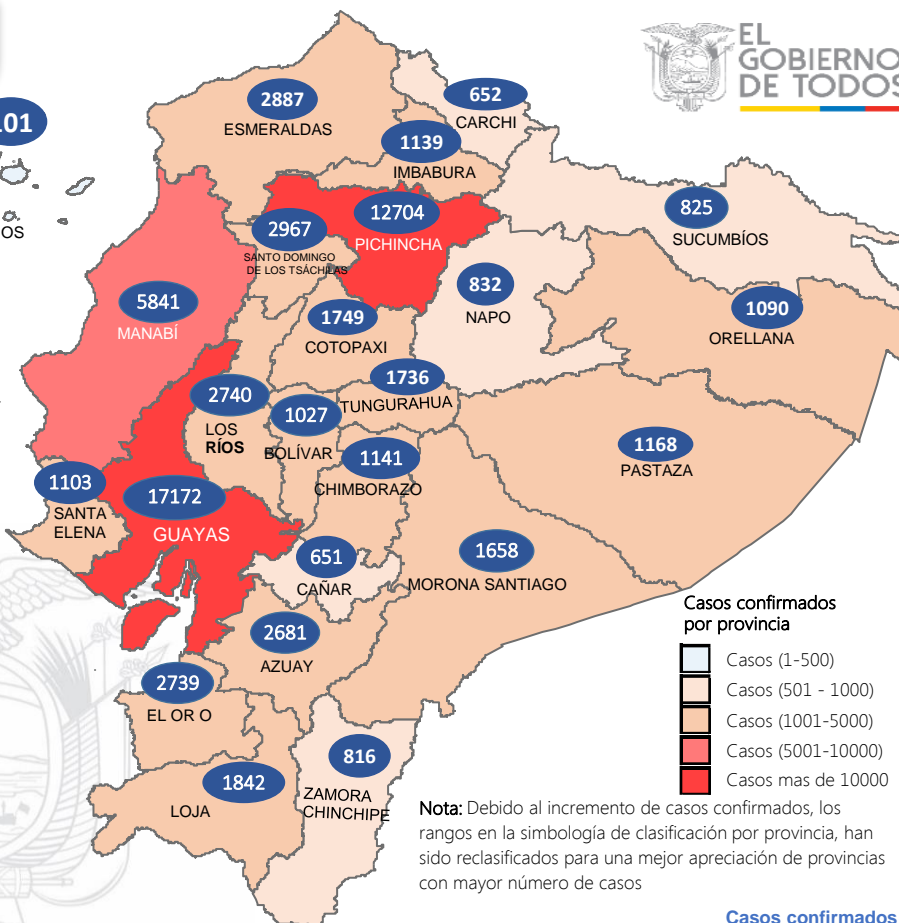 EL
GOBIERNO
DE TODOS
2887
ESMERALDAS
652
CARCHI
1139
IMBABURA
12704
PICHINCHA
2967
SANTO DOMINGO
DE LOS TSÁCHILAS
825
SUCUMBÍOS
832
NAPO
5841
MANABÍ
1749
COTOPAXI
1090
ORELLANA
1736
TUNGURAHUA
2740
LOS
RÍOS
1027
BOLÍVAR
1141
CHIMBORAZO
1168
PASTAZA
1103
SANTA
ELENA
17172
GUAYAS
651
CAÑAR
1658
MORONA SANTIAGO
2681
AZUAY
2739
EL OR O
1842
LOJA
816
ZAMORA
CHINCHIPE
Casos confirmados
por provincia
Casos (1-500)
Casos (501 - 1000)
Casos (1001-5000)
Casos (5001-10000)
Casos mas de 10000
Nota: Debido al incremento de casos confirmados, los
rangos en la simbología de clasificación por provincia, han
sido reclasificados para una mejor apreciación de provincias
con mayor número de casos
Casos confirmados